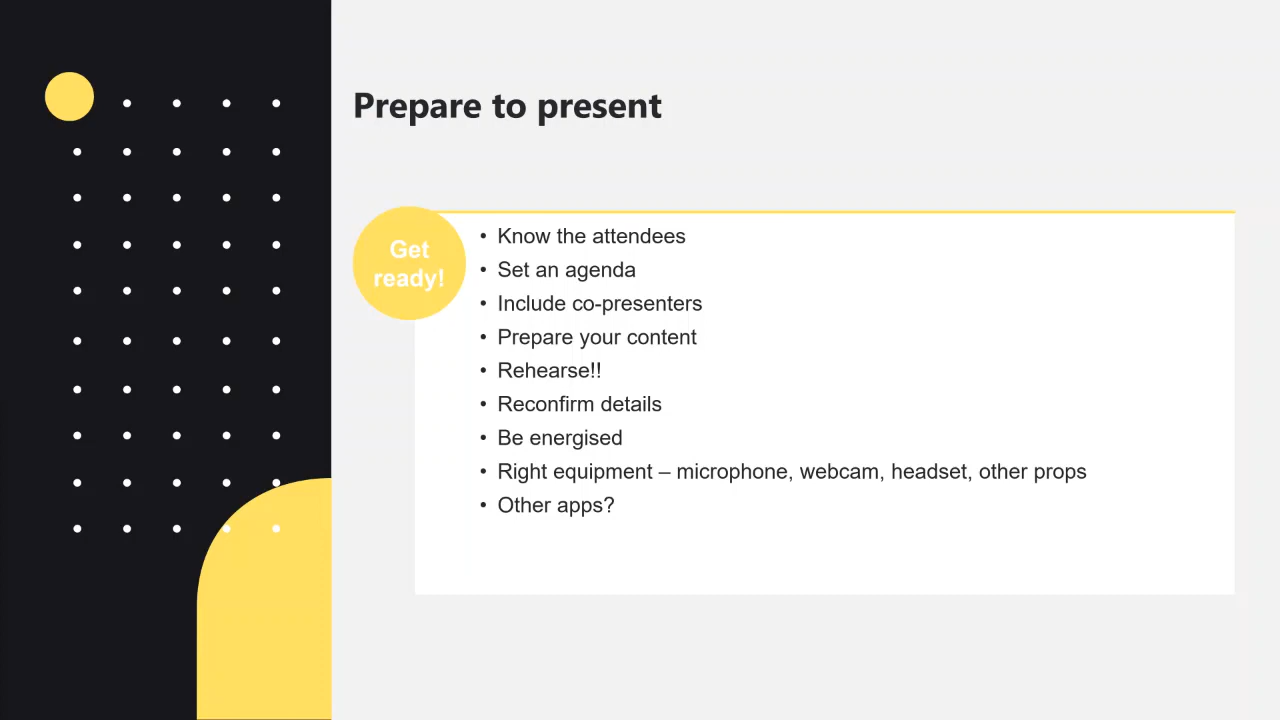 Prepare to present
Get
ready!
• Know the attendees
• Set an agenda
• Include co-presenters
• Prepare your content
• Rehearse!!
• Reconfirm details
• Be energised
• Right equipment – microphone, webcam, headset, other props
• Other apps?